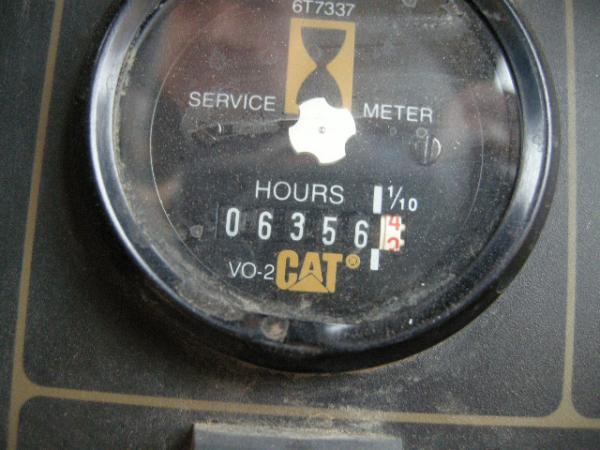 6T7337
SERVICE METER
HOURS 1/10
06356
VO-2 CAT®